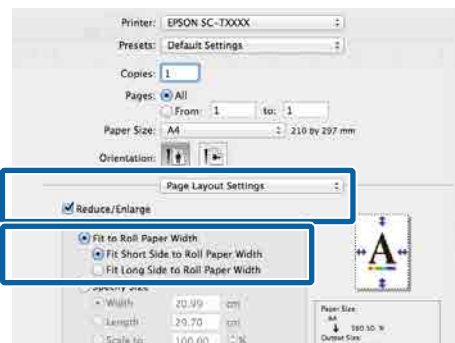 Printer: EPSON SC-TXXXX
Presets: Default Settings
Copies: 1
Pages: All
From: 1 to: 1
Paper Size: A4 210 by 297 mm
Orientation:
Page Layout Settings
Reduce/Enlarge
Fit to Roll Paper Width
Fit Short Side to Roll Paper Width
Fit Long Side to Roll Paper Width
Specify Size
Width 20.99 cm
Length 29.70 cm
Scale to 100.00 %
A
Paper Size:
A4
Output Size: